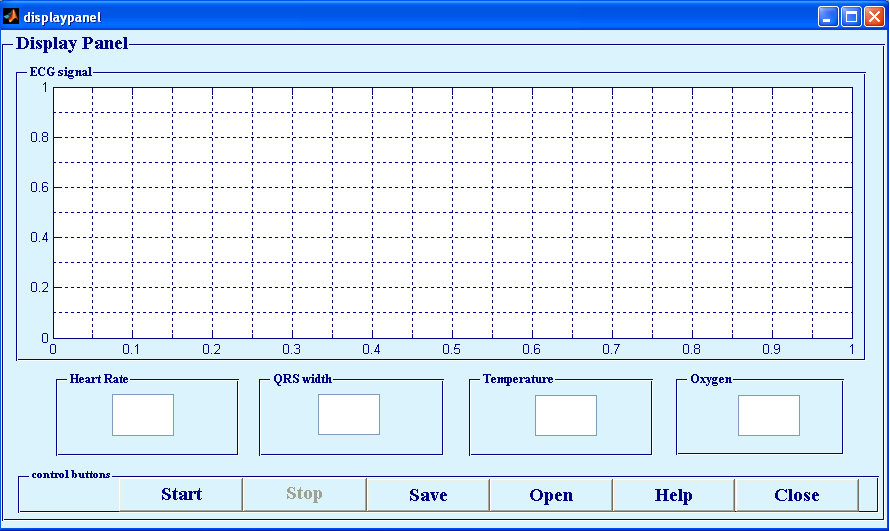 displaypanel
Display Panel
ECG signal
1
0.8
0.6
0.4
0.2
0
0 0.1 0.2 0.3 0.4 0.5 0.6 0.7 0.8 0.9 1
Heart Rate QRS width Temperature Oxygen
control buttons
Start Stop Save Open Help Close